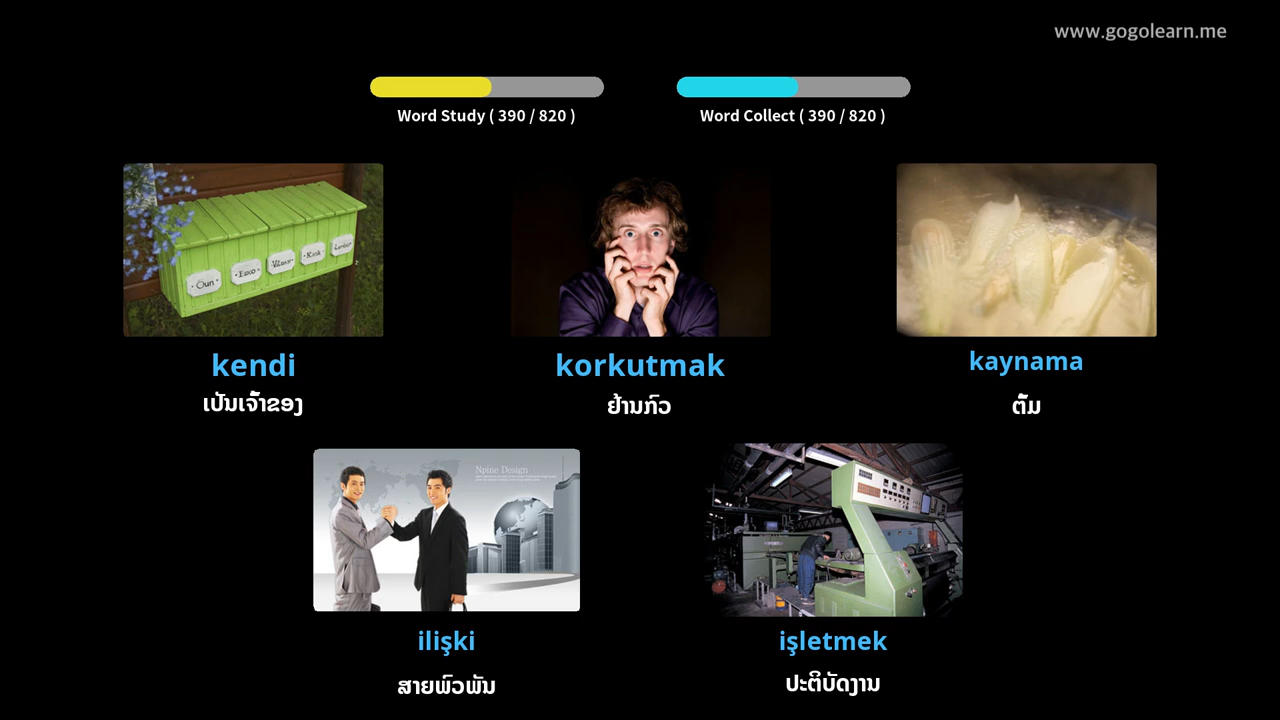 www.gogolearn.me
Word Study ( 390 / 820 )
Word Collect ( 390 / 820 )
kendi
korkutmak
kaynama
ເປັນເຈົ້າຂອງ
ຢ້ານກົວ
ຕົ້ມ
Npine Design
ilişki
işletmek
ສາຍພົວພັນ
ປະຕິບັດງານ